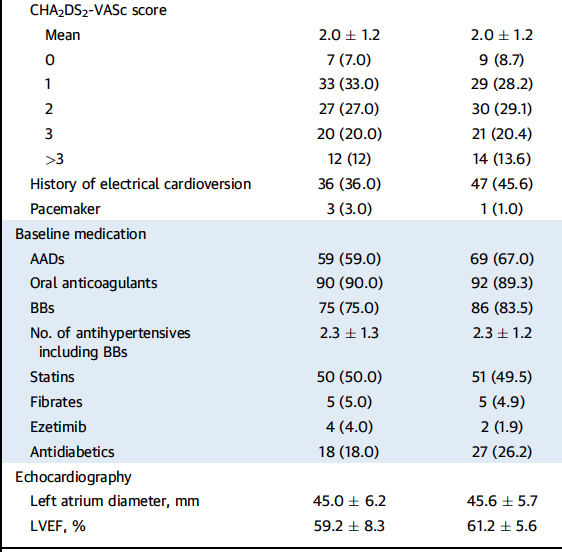 CHA₂DS₂-VASc score
Mean 2.0 ± 1.2 2.0 ± 1.2
0 7 (7.0) 9 (8.7)
1 33 (33.0) 29 (28.2)
2 27 (27.0) 30 (29.1)
3 20 (20.0) 21 (20.4)
>3 12 (12) 14 (13.6)
History of electrical cardioversion 36 (36.0) 47 (45.6)
Pacemaker 3 (3.0) 1 (1.0)
Baseline medication
AADs 59 (59.0) 69 (67.0)
Oral anticoagulants 90 (90.0) 92 (89.3)
BBs 75 (75.0) 86 (83.5)
No. of antihypertensives 2.3 ± 1.3 2.3 ± 1.2
including BBs
Statins 50 (50.0) 51 (49.5)
Fibrates 5 (5.0) 5 (4.9)
Ezetimib 4 (4.0) 2 (1.9)
Antidiabetics 18 (18.0) 27 (26.2)
Echocardiography
Left atrium diameter, mm 45.0 ± 6.2 45.6 ± 5.7
LVEF, % 59.2 ± 8.3 61.2 ± 5.6